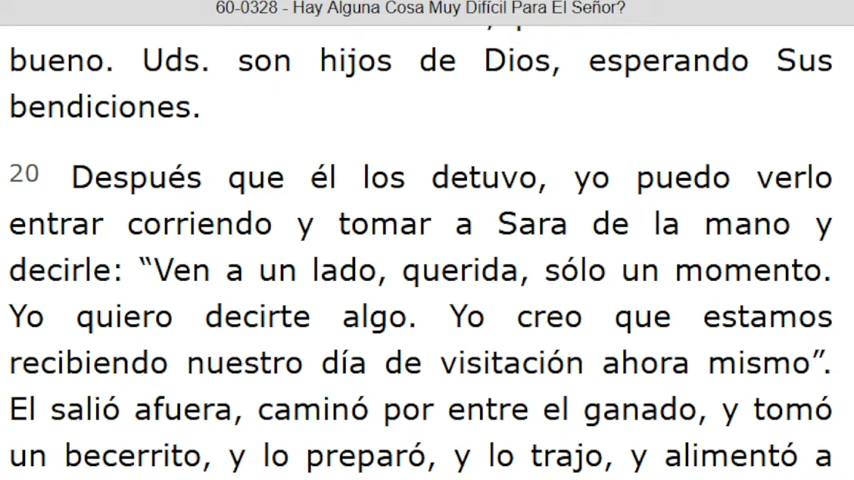 60-0328 - Hay Alguna Cosa Muy Difícil Para El Señor?
bueno. Uds. son hijos de Dios, esperando Sus
bendiciones.
20 Después que él los detuvo, yo puedo verlo
entrar corriendo y tomar a Sara de la mano y
decirle: “Ven a un lado, querida, sólo un momento.
Yo quiero decirte algo. Yo creo que estamos
recibiendo nuestro día de visitación ahora mismo”.
El salió afuera, caminó por entre el ganado, y tomó
un becerrito, y lo preparó, y lo trajo, y alimentó a